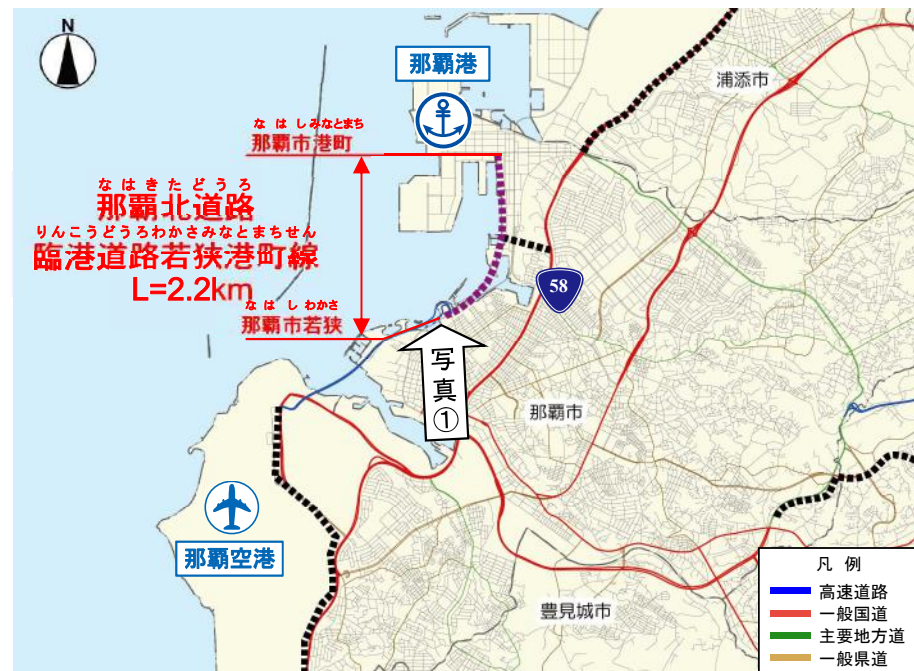 N
那覇港
浦添市
なはしみなとまち
那覇市港町
なはきたどうろ
那覇北道路
りんこうどうろわかさみなとまちせん
臨港道路若狭港町線
L=2.2km
なはしわかさ
那覇市若狭
58
写真①
那覇市
那覇空港
豊見城市
凡例
高速道路
一般国道
主要地方道
一般県道